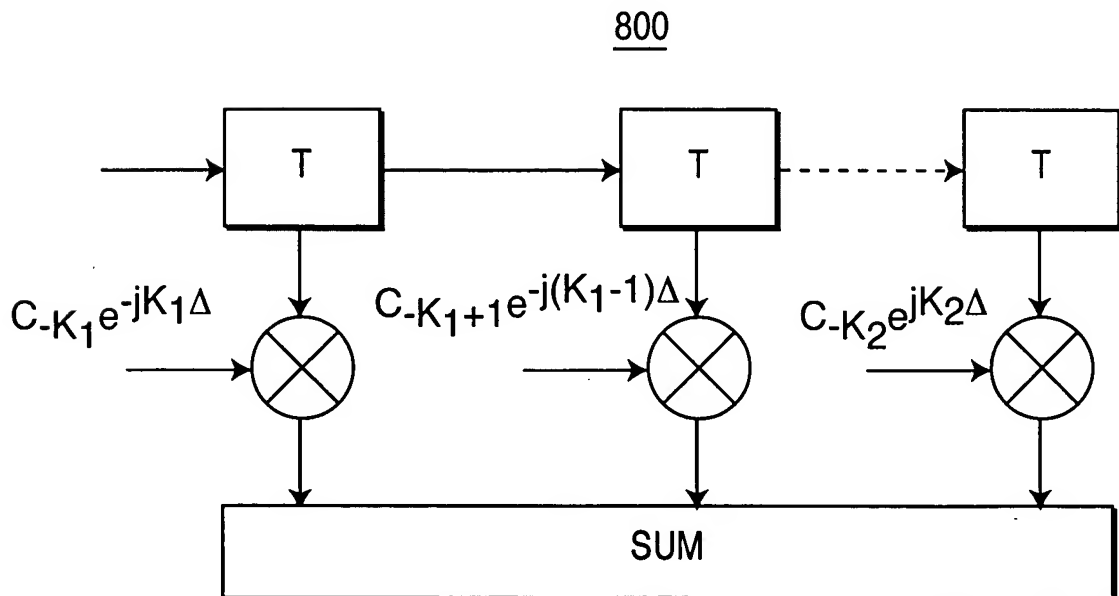 800
T T T
C-K₁e-jK₁Δ C-K₁+1e-j(K₁-1)Δ C-K₂ejK₂Δ
SUM